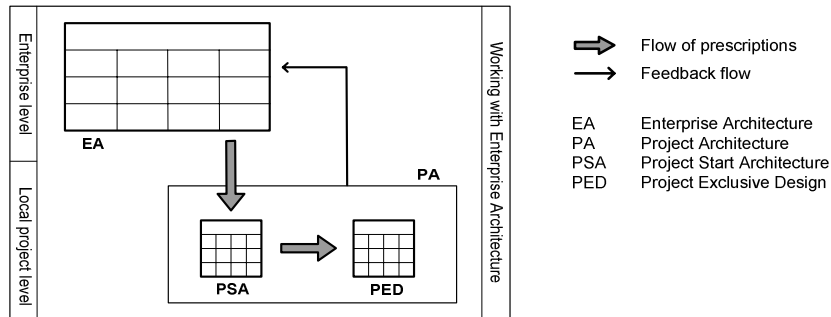 Enterprise level
Local project level
EA
PA
PSA
PED
Working with Enterprise Architecture
Flow of prescriptions
Feedback flow
EA Enterprise Architecture
PA Project Architecture
PSA Project Start Architecture
PED Project Exclusive Design